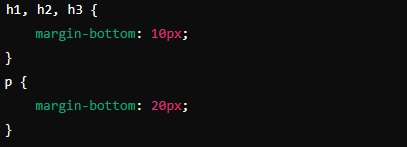 h1, h2, h3 {
    margin-bottom: 10px;
}
p {
    margin-bottom: 20px;
}